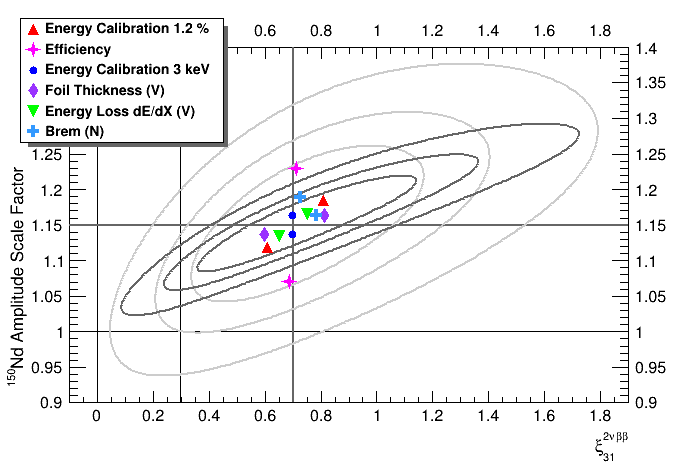 Energy Calibration 1.2 %
Efficiency
Energy Calibration 3 keV
Foil Thickness (V)
Energy Loss dE/dX (V)
Brem (N)
0.6 0.8 1 1.2 1.4 1.6 1.8
1.4
1.35
1.3
1.25 1.25
1.2 1.2
1.15 1.15
1.1 1.1
1.05 1.05
1 1
0.95 0.95
0.9 0.9
0 0.2 0.4 0.6 0.8 1 1.2 1.4 1.6 1.8
150Nd Amplitude Scale Factor
ξ 2νββ 31